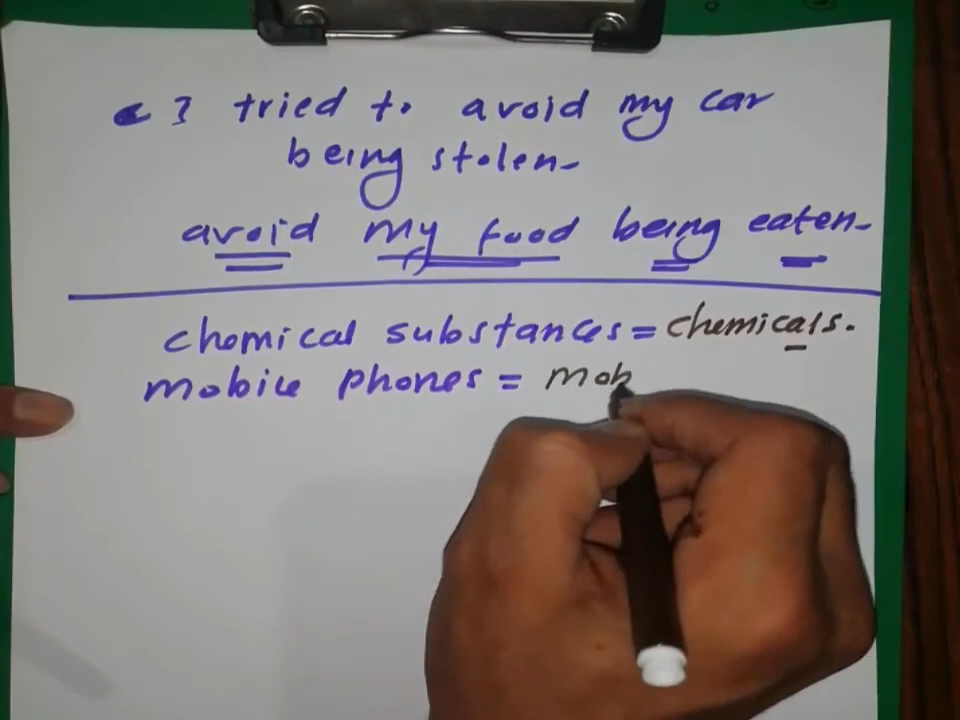 I tried to avoid my car
being stolen-
avoid my food being eaten-
chemical substances = chemicals.
mobile phones = mob